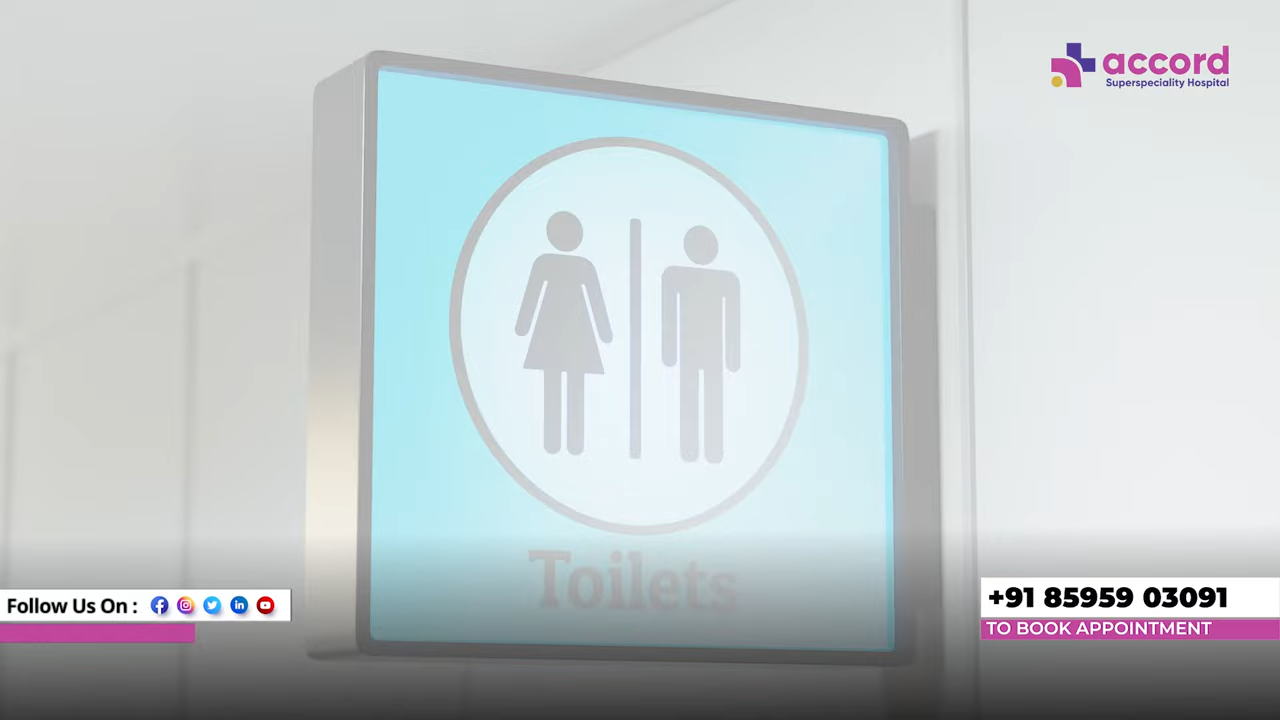 accord
Superspeciality Hospital
Toilets
Follow Us On :
+91 85959 03091
TO BOOK APPOINTMENT